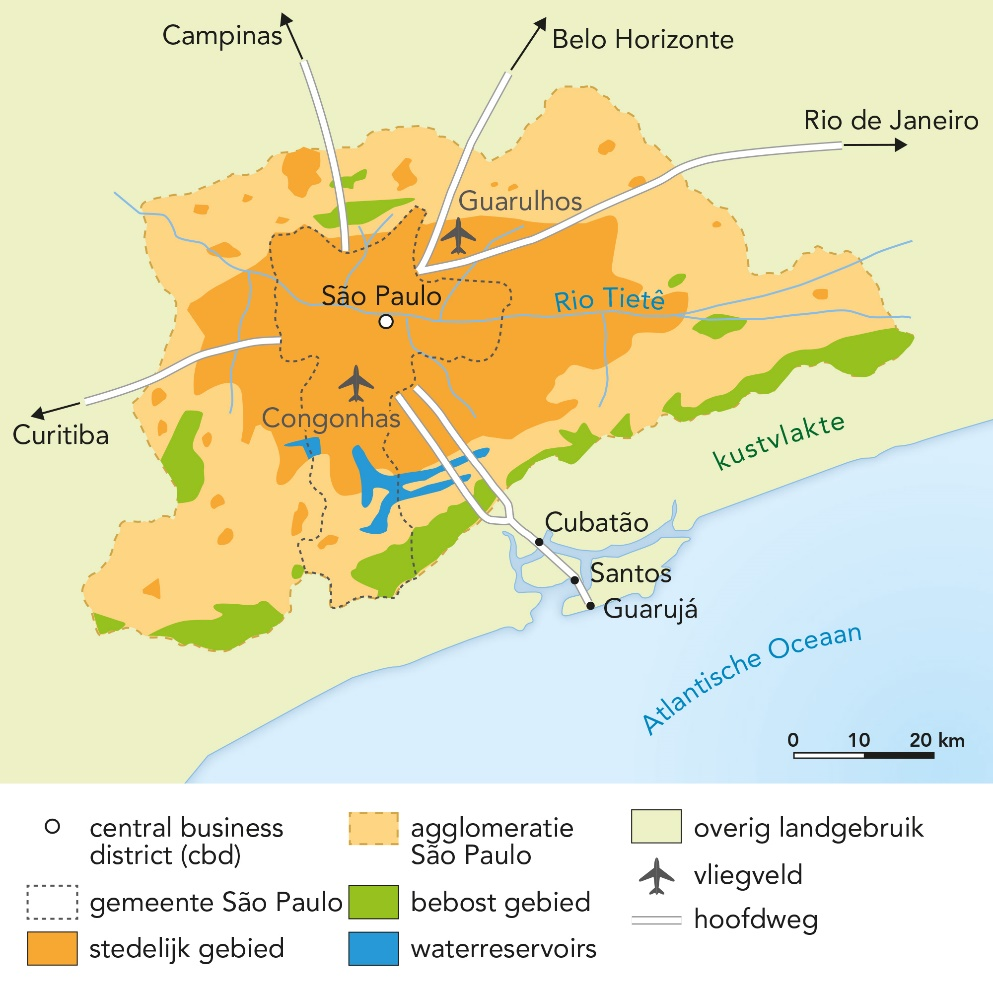 Campinas
Belo Horizonte
Rio de Janeiro
Guarulhos
São Paulo
Rio Tietê
Congonhas
Curitiba
kustvlakte
Cubatão
Santos
Guarujá
Atlantische Oceaan
0 10 20 km
central business
district (cbd)
gemeente São Paulo
stedelijk gebied
agglomeratie
São Paulo
bebost gebied
waterreservoirs
overig landgebruik
vliegveld
hoofdweg